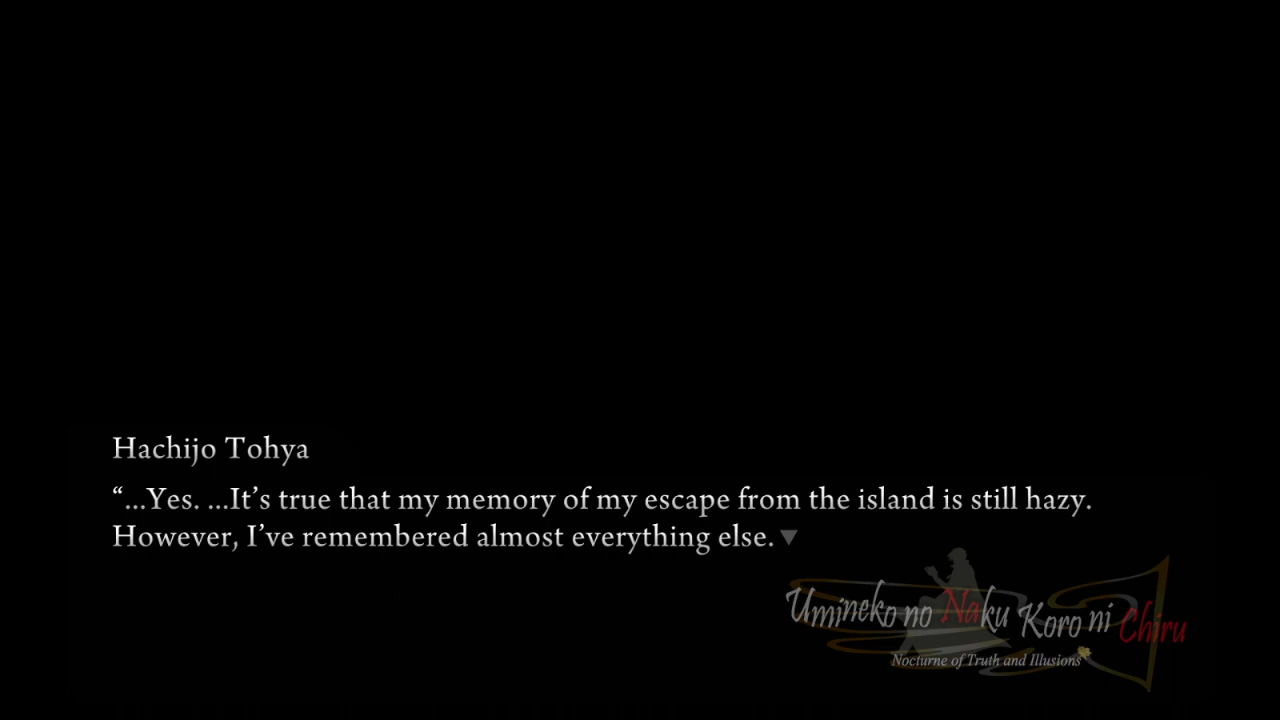 Hachijo Tohya
“...Yes. ...It’s true that my memory of my escape from the island is still hazy.
However, I’ve remembered almost everything else.
Umineko no Naku Koro ni Chiru
Nocturne of Truth and Illusions